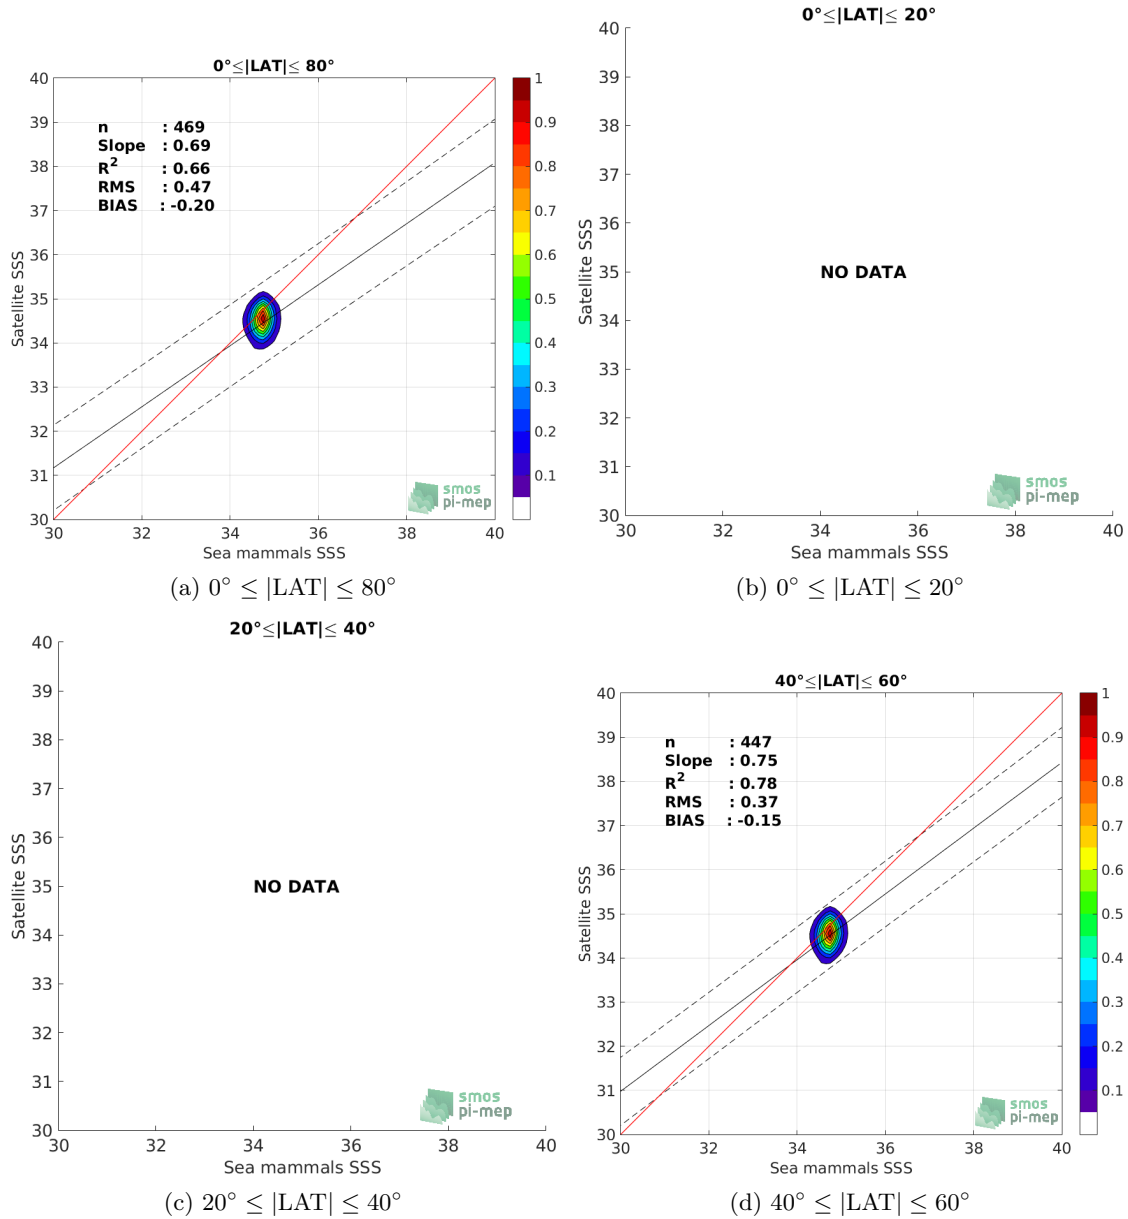 0°≤|LAT|≤ 80°
40
39
38
37
36
35
34
33
32
31
30
Satellite SSS
n : 469
Slope : 0.69
R² : 0.66
RMS : 0.47
BIAS : -0.20
1
0.9
0.8
0.7
0.6
0.5
0.4
0.3
0.2
0.1
smos
pi-mep
30 32 34 36 38 40
Sea mammals SSS
(a) 0° ≤ |LAT| ≤ 80°
0°≤|LAT|≤ 20°
40
39
38
37
36
35
34
33
32
31
30
Satellite SSS
NO DATA
smos
pi-mep
30 32 34 36 38 40
Sea mammals SSS
(b) 0° ≤ |LAT| ≤ 20°
20°≤|LAT|≤ 40°
40
39
38
37
36
35
34
33
32
31
30
Satellite SSS
NO DATA
smos
pi-mep
30 32 34 36 38 40
Sea mammals SSS
(c) 20° ≤ |LAT| ≤ 40°
40°≤|LAT|≤ 60°
40
39
38
37
36
35
34
33
32
31
30
Satellite SSS
n : 447
Slope : 0.75
R² : 0.78
RMS : 0.37
BIAS : -0.15
1
0.9
0.8
0.7
0.6
0.5
0.4
0.3
0.2
0.1
smos
pi-mep
30 32 34 36 38 40
Sea mammals SSS
(d) 40° ≤ |LAT| ≤ 60°